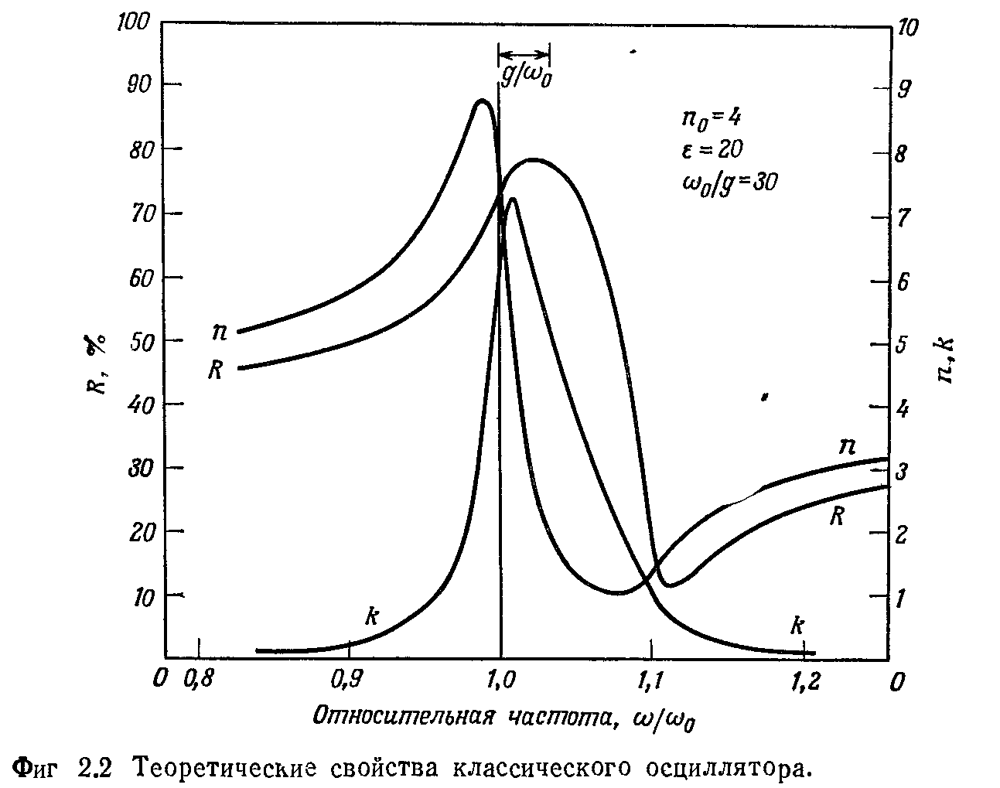 100
90
80
70
60
50
40
30
20
10
R, %
10
9
8
7
6
5
4
3
2
1
n, k
g/ω₀
n₀=4
ε=20
ω₀/g=30
n
R
k
n
R
k
0 0,8 0,9 1,0 1,1 1,2 0
Относительная частота, ω/ω₀
Фиг 2.2 Теоретические свойства классического осциллятора.